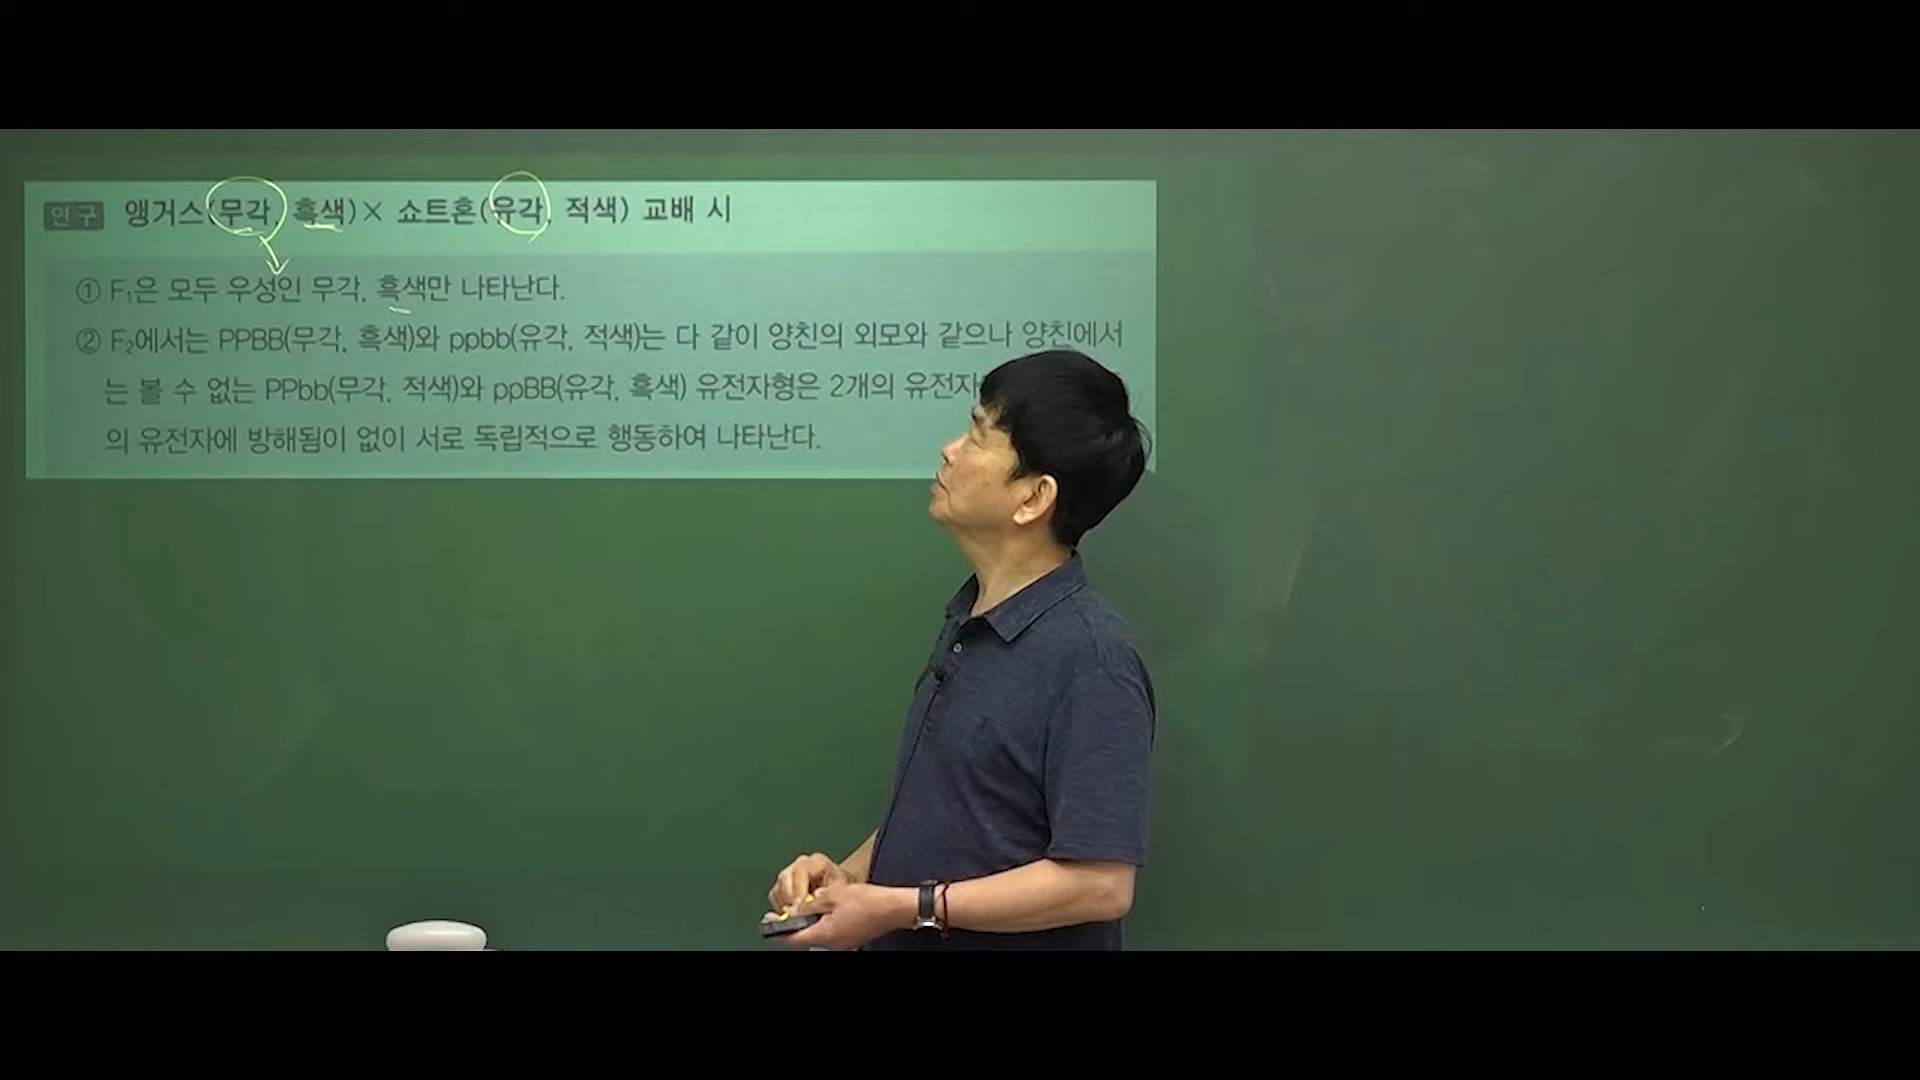 연구 앵거스(무각, 흑색)× 쇼트혼(유각, 적색) 교배 시
① F₁은 모두 우성인 무각, 흑색만 나타난다.
② F₂에서는 PPBB(무각, 흑색)와 ppbb(유각, 적색)는 다 같이 양친의 외모와 같으나 양친에서
는 볼 수 없는 PPbb(무각, 적색)와 ppBB(유각, 흑색) 유전자형은 2개의
의 유전자에 방해됨이 없이 서로 독립적으로 행동하여 나타난다.